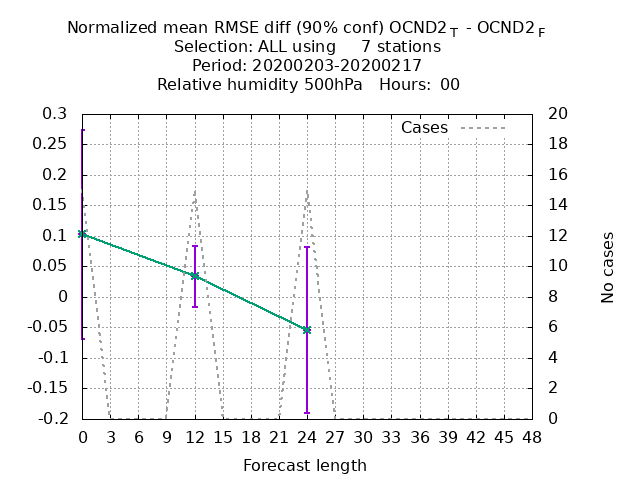 Normalized mean RMSE diff (90% conf) OCND2 T - OCND2 F
Selection: ALL using 7 stations
Period: 20200203-20200217
Relative humidity 500hPa Hours: 00
0.3
0.25
0.2
0.15
0.1
0.05
0
-0.05
-0.1
-0.15
-0.2
Cases
20
18
16
14
12
10
8
6
4
2
0
No cases
0 3 6 9 12 15 18 21 24 27 30 33 36 39 42 45 48
Forecast length